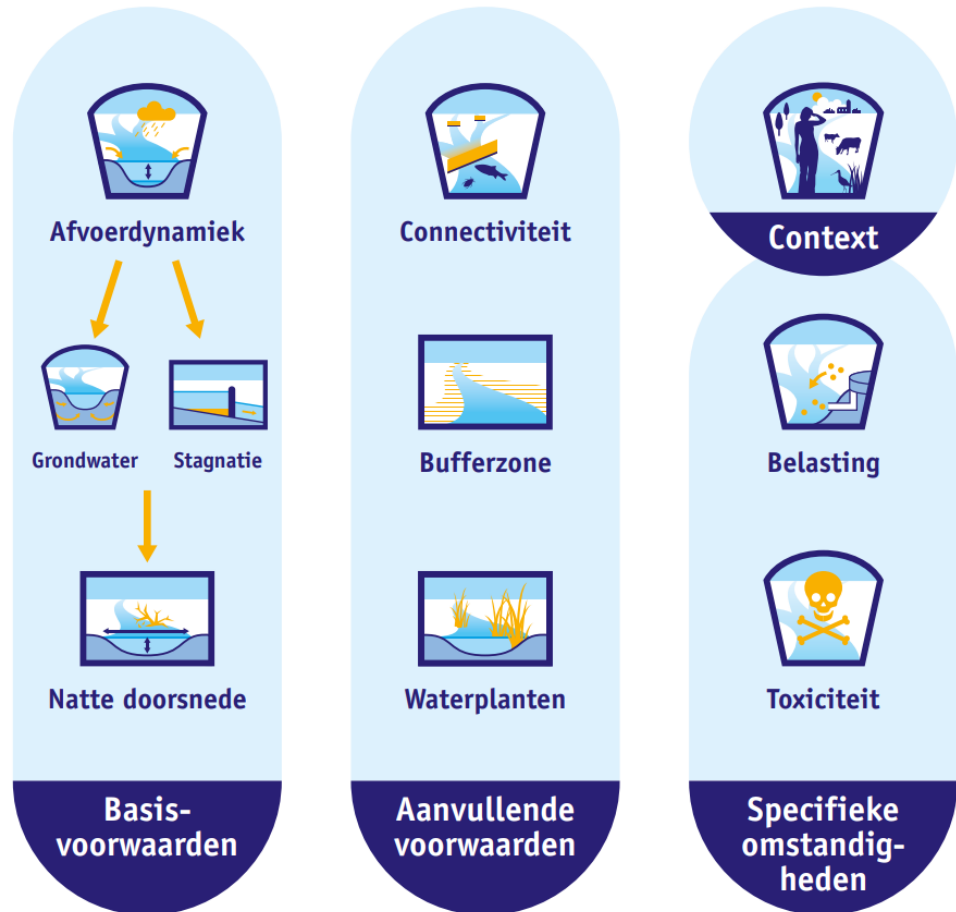 Afvoerdynamiek
Grondwater
Stagnatie
Natte doorsnede
Basis-
voorwaarden
Connectiviteit
Bufferzone
Waterplanten
Aanvullende
voorwaarden
Context
Belasting
Toxiciteit
Specifieke
omstandig-
heden